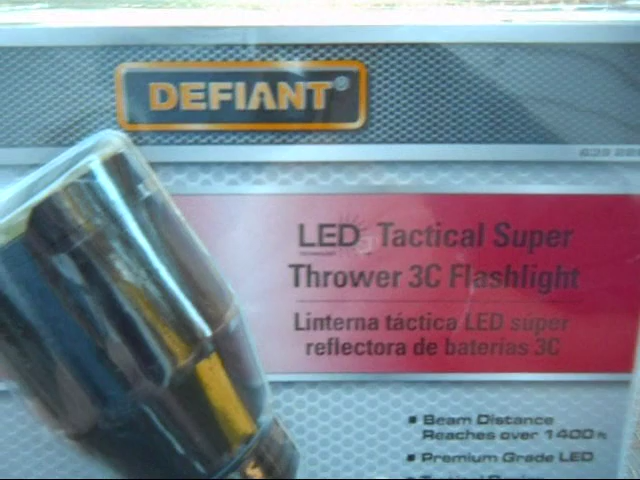 DEFIANT®
LED Tactical Super
Thrower 3C Flashlight
Linterna táctica LED súper
reflectora de baterías 3C
■ Beam Distance
Reaches over 1400 ft
■ Premium Grade LED